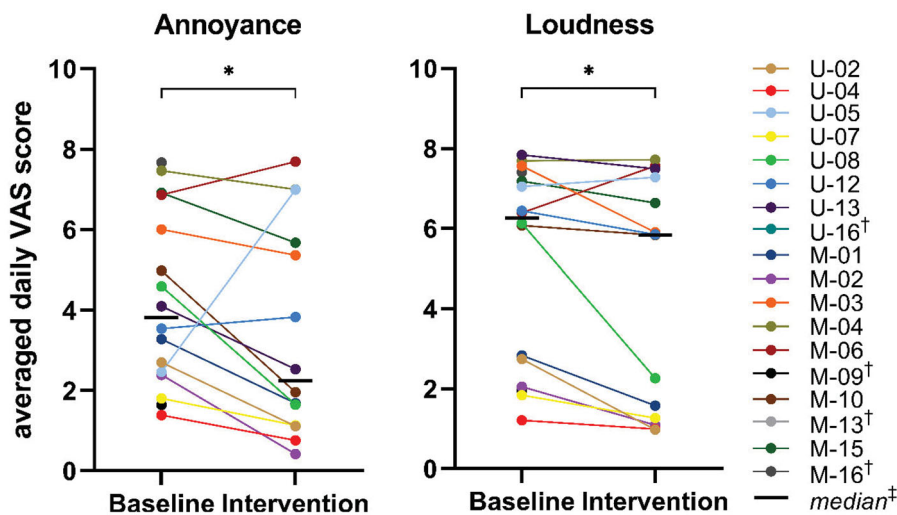 Annoyance
Loudness
averaged daily VAS score
10
8
6
4
2
0
*
Baseline Intervention
10
8
6
4
2
0
*
Baseline Intervention
U-02
U-04
U-05
U-07
U-08
U-12
U-13
U-16†
M-01
M-02
M-03
M-04
M-06
M-09†
M-10
M-13†
M-15
M-16†
median‡